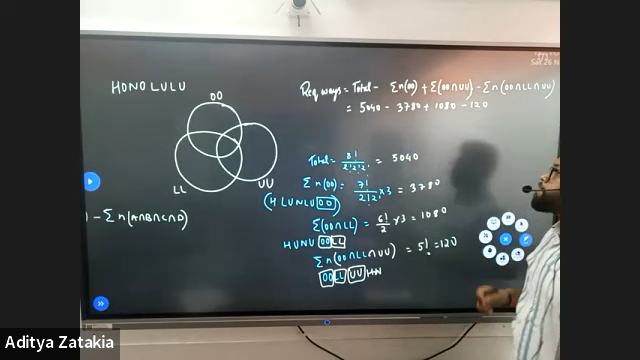 HONOLULU
OO
LL
UU
) - Σn(A∩B∩C∩D)
Req ways = Total - Σn(OO) + Σ(OO∩UU) - Σn(OO∩LL∩UU)
= 5040 - 3780 + 1080 - 120
Total = 8!/2!2!2! = 5040
Σn(OO) = 7!/2!2! × 3 = 3780
(HLUNLU OO)
Σ(OO∩LL) = 6!/2 × 3 = 1080
HUNU OO LL
Σn(OO∩LL∩UU) = 5! = 120
OO LL UU HN
Aditya Zatakia